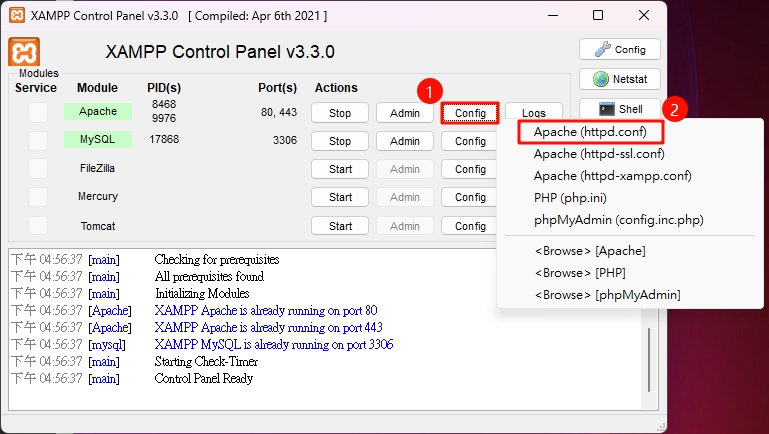 XAMPP Control Panel v3.3.0 [ Compiled: Apr 6th 2021 ]
XAMPP Control Panel v3.3.0
Config
Modules
Service Module PID(s) Port(s) Actions
Netstat
Apache 8468 9976 80, 443 Stop Admin Config Logs
1
Shell
2
MySQL 17868 3306 Stop Admin Config
FileZilla Start Admin Config
Mercury Start Admin Config
Tomcat Start Admin Config
Apache (httpd.conf)
Apache (httpd-ssl.conf)
Apache (httpd-xampp.conf)
PHP (php.ini)
phpMyAdmin (config.inc.php)
<Browse> [Apache]
<Browse> [PHP]
<Browse> [phpMyAdmin]
下午 04:56:37 [main] Checking for prerequisites
下午 04:56:37 [main] All prerequisites found
下午 04:56:37 [main] Initializing Modules
下午 04:56:37 [Apache] XAMPP Apache is already running on port 80
下午 04:56:37 [Apache] XAMPP Apache is already running on port 443
下午 04:56:37 [mysql] XAMPP MySQL is already running on port 3306
下午 04:56:37 [main] Starting Check-Timer
下午 04:56:37 [main] Control Panel Ready